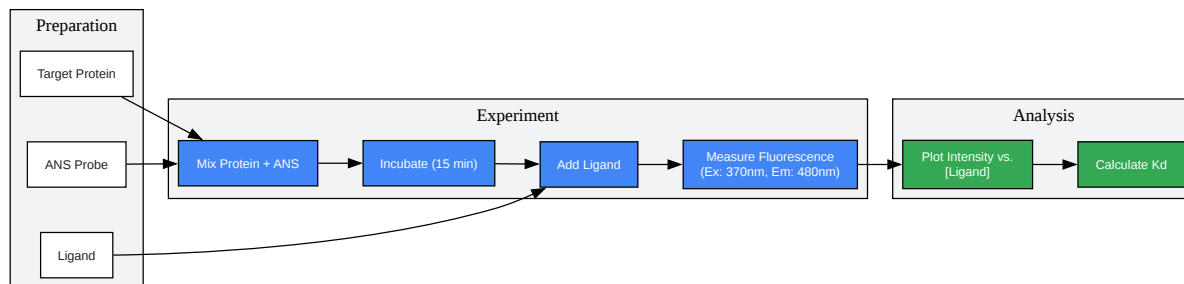 Preparation
Target Protein
ANS Probe
Ligand
Experiment
Mix Protein + ANS
Incubate (15 min)
Add Ligand
Measure Fluorescence
(Ex: 370nm, Em: 480nm)
Analysis
Plot Intensity vs.
[Ligand]
Calculate Kd